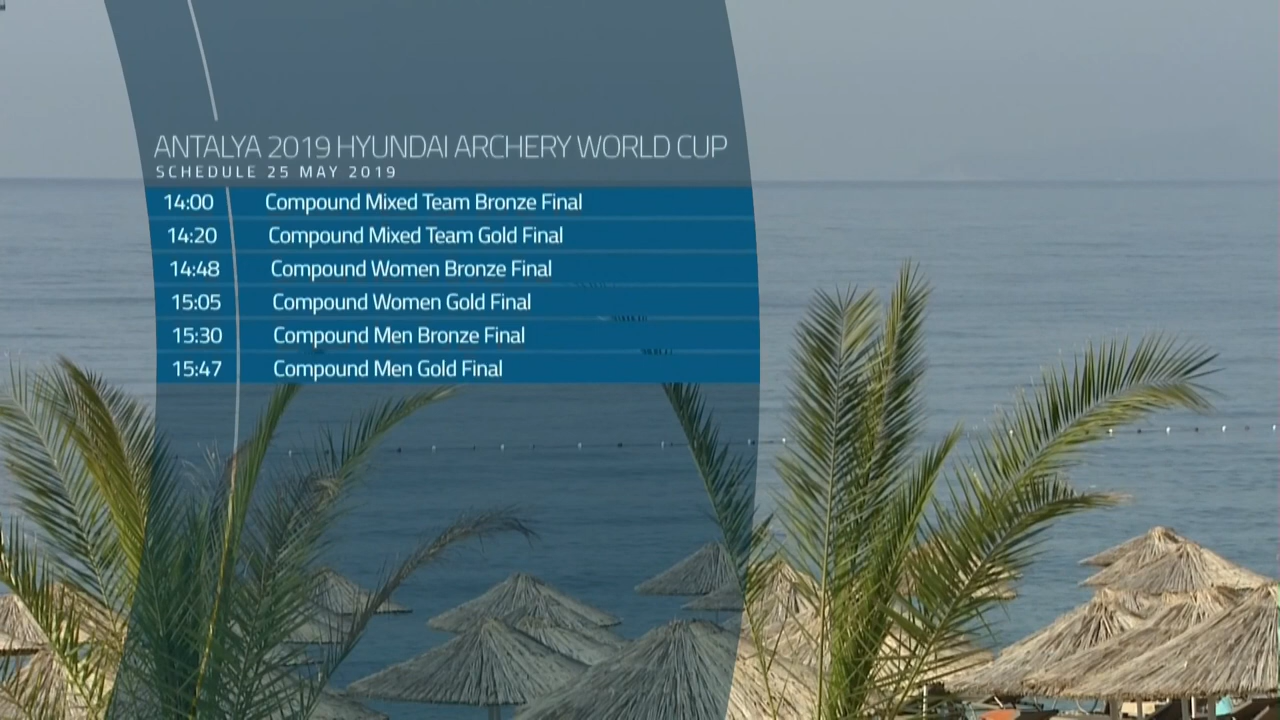 ANTALYA 2019 HYUNDAI ARCHERY WORLD CUP
SCHEDULE 25 MAY 2019
14:00 Compound Mixed Team Bronze Final
14:20 Compound Mixed Team Gold Final
14:48 Compound Women Bronze Final
15:05 Compound Women Gold Final
15:30 Compound Men Bronze Final
15:47 Compound Men Gold Final